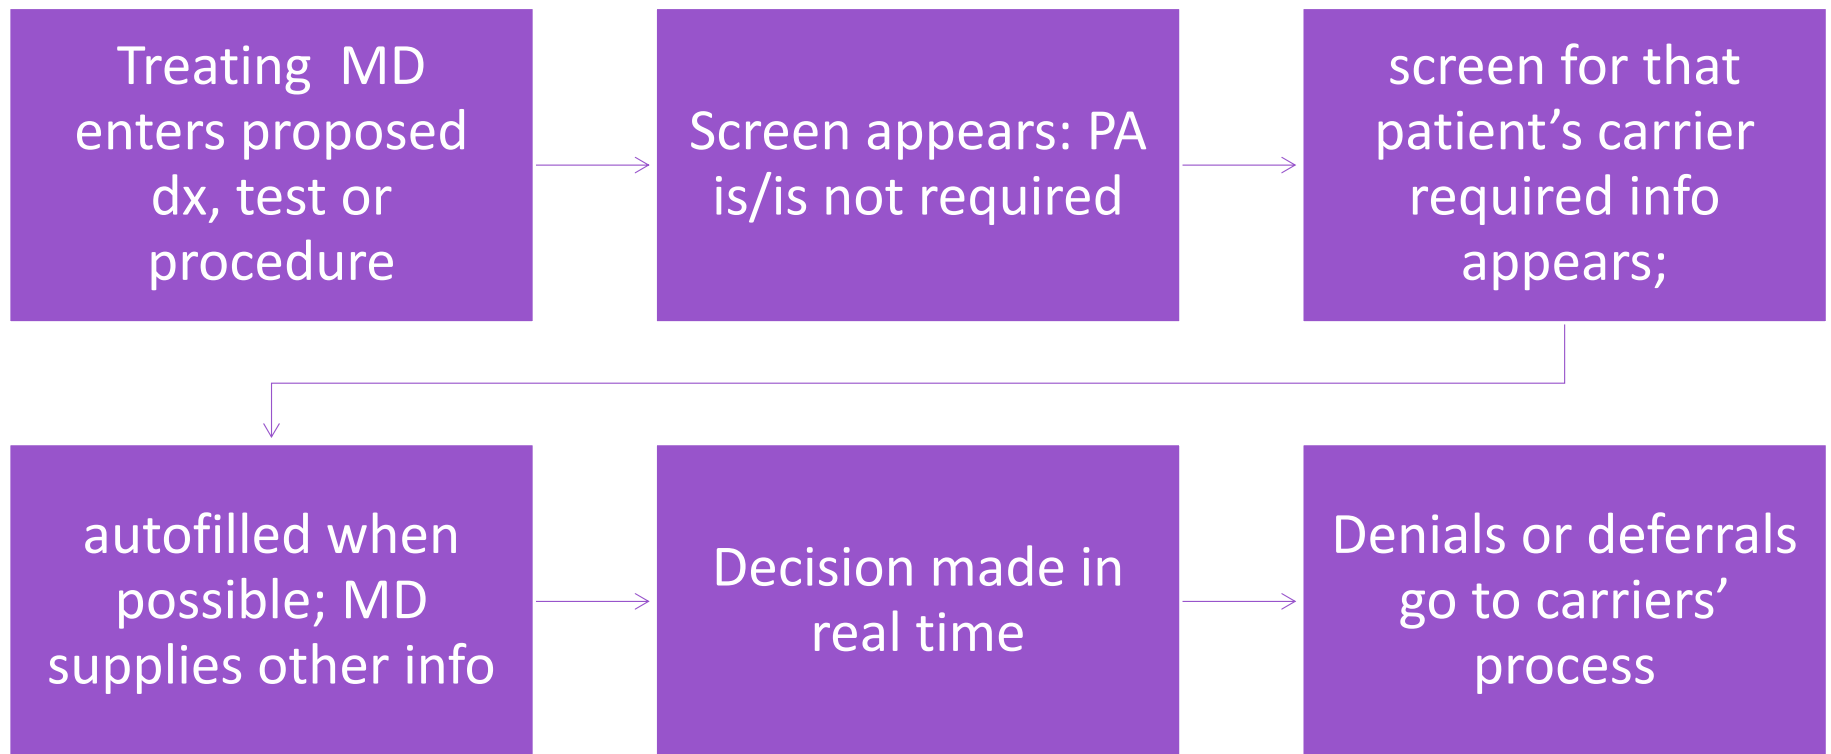 Treating  MD
enters proposed
dx, test or
procedure
Screen appears: PA
is/is not required
screen for that
patient’s carrier
required info
appears;
autofilled when
possible; MD
supplies other info
Decision made in
real time
Denials or deferrals
go to carriers’
process